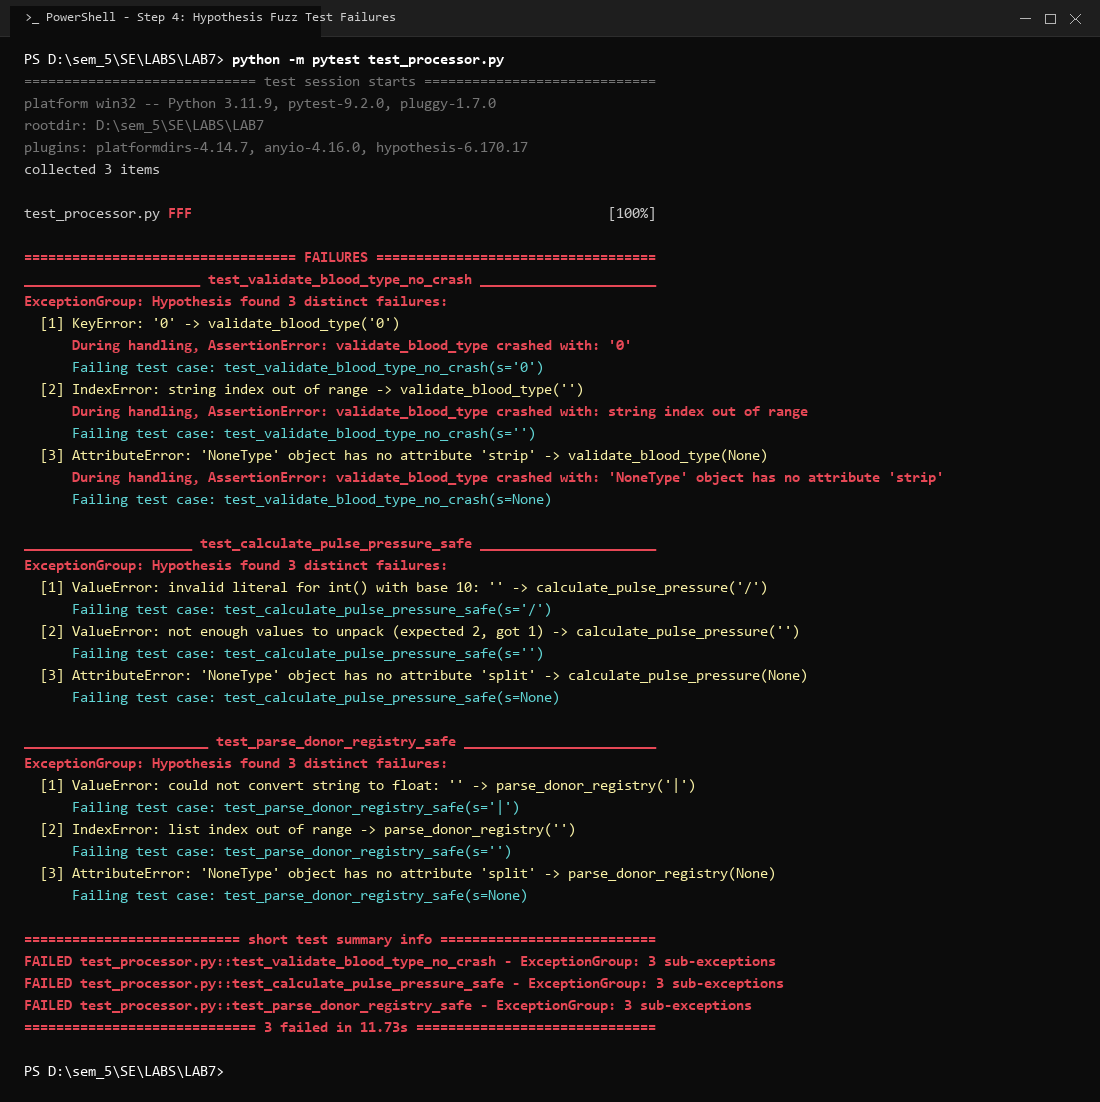 >_ PowerShell - Step 4: Hypothesis Fuzz Test Failures
PS D:\sem_5\SE\LABS\LAB7> python -m pytest test_processor.py
============================= test session starts =============================
platform win32 -- Python 3.11.9, pytest-9.2.0, pluggy-1.7.0
rootdir: D:\sem_5\SE\LABS\LAB7
plugins: platformdirs-4.14.7, anyio-4.16.0, hypothesis-6.170.17
collected 3 items
test_processor.py FFF                                                    [100%]
================================== FAILURES ===================================
______________________ test_validate_blood_type_no_crash ______________________
ExceptionGroup: Hypothesis found 3 distinct failures:
  [1] KeyError: '0' -> validate_blood_type('0')
      During handling, AssertionError: validate_blood_type crashed with: '0'
      Failing test case: test_validate_blood_type_no_crash(s='0')
  [2] IndexError: string index out of range -> validate_blood_type('')
      During handling, AssertionError: validate_blood_type crashed with: string index out of range
      Failing test case: test_validate_blood_type_no_crash(s='')
  [3] AttributeError: 'NoneType' object has no attribute 'strip' -> validate_blood_type(None)
      During handling, AssertionError: validate_blood_type crashed with: 'NoneType' object has no attribute 'strip'
      Failing test case: test_validate_blood_type_no_crash(s=None)
_____________________ test_calculate_pulse_pressure_safe ______________________
ExceptionGroup: Hypothesis found 3 distinct failures:
  [1] ValueError: invalid literal for int() with base 10: '' -> calculate_pulse_pressure('/')
      Failing test case: test_calculate_pulse_pressure_safe(s='/')
  [2] ValueError: not enough values to unpack (expected 2, got 1) -> calculate_pulse_pressure('')
      Failing test case: test_calculate_pulse_pressure_safe(s='')
  [3] AttributeError: 'NoneType' object has no attribute 'split' -> calculate_pulse_pressure(None)
      Failing test case: test_calculate_pulse_pressure_safe(s=None)
_______________________ test_parse_donor_registry_safe ________________________
ExceptionGroup: Hypothesis found 3 distinct failures:
  [1] ValueError: could not convert string to float: '' -> parse_donor_registry('|')
      Failing test case: test_parse_donor_registry_safe(s='|')
  [2] IndexError: list index out of range -> parse_donor_registry('')
      Failing test case: test_parse_donor_registry_safe(s='')
  [3] AttributeError: 'NoneType' object has no attribute 'split' -> parse_donor_registry(None)
      Failing test case: test_parse_donor_registry_safe(s=None)
=========================== short test summary info ===========================
FAILED test_processor.py::test_validate_blood_type_no_crash - ExceptionGroup: 3 sub-exceptions
FAILED test_processor.py::test_calculate_pulse_pressure_safe - ExceptionGroup: 3 sub-exceptions
FAILED test_processor.py::test_parse_donor_registry_safe - ExceptionGroup: 3 sub-exceptions
============================= 3 failed in 11.73s ==============================
PS D:\sem_5\SE\LABS\LAB7>